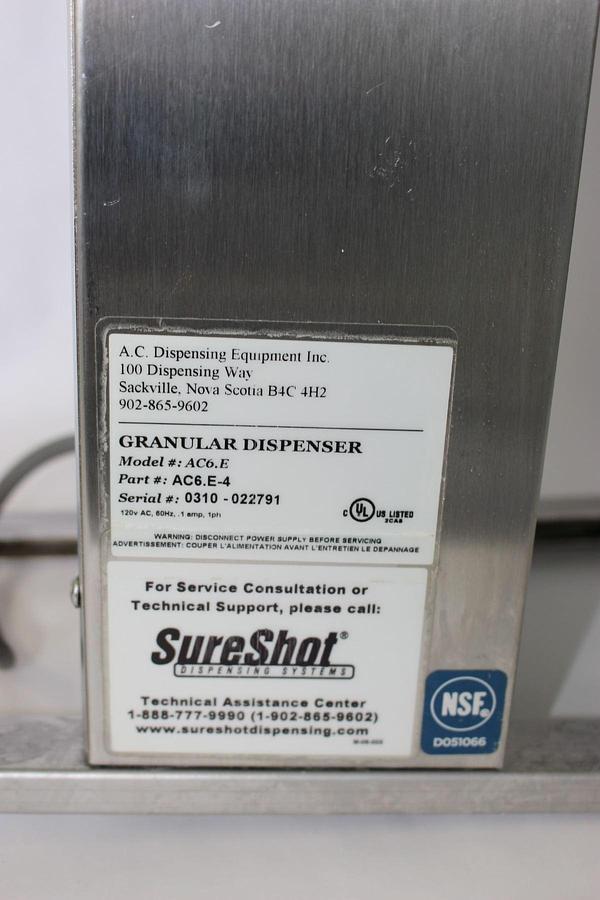 A.C. Dispensing Equipment Inc.
100 Dispensing Way
Sackville, Nova Scotia B4C 4H2
902-865-9602
GRANULAR DISPENSER
Model #: AC6.E
Part #: AC6.E-4
Serial #: 0310 - 022791
120v AC, 60Hz, .1 amp, 1ph
C UL US LISTED
2CA8
WARNING: DISCONNECT POWER SUPPLY BEFORE SERVICING
ADVERTISSEMENT: COUPER L'ALIMENTATION AVANT L'ENTRETIEN LE DEPANNAGE
For Service Consultation or
Technical Support, please call:
SureShot®
DISPENSING SYSTEMS
Technical Assistance Center
1-888-777-9990 (1-902-865-9602)
www.sureshotdispensing.com
NSF®
D051066